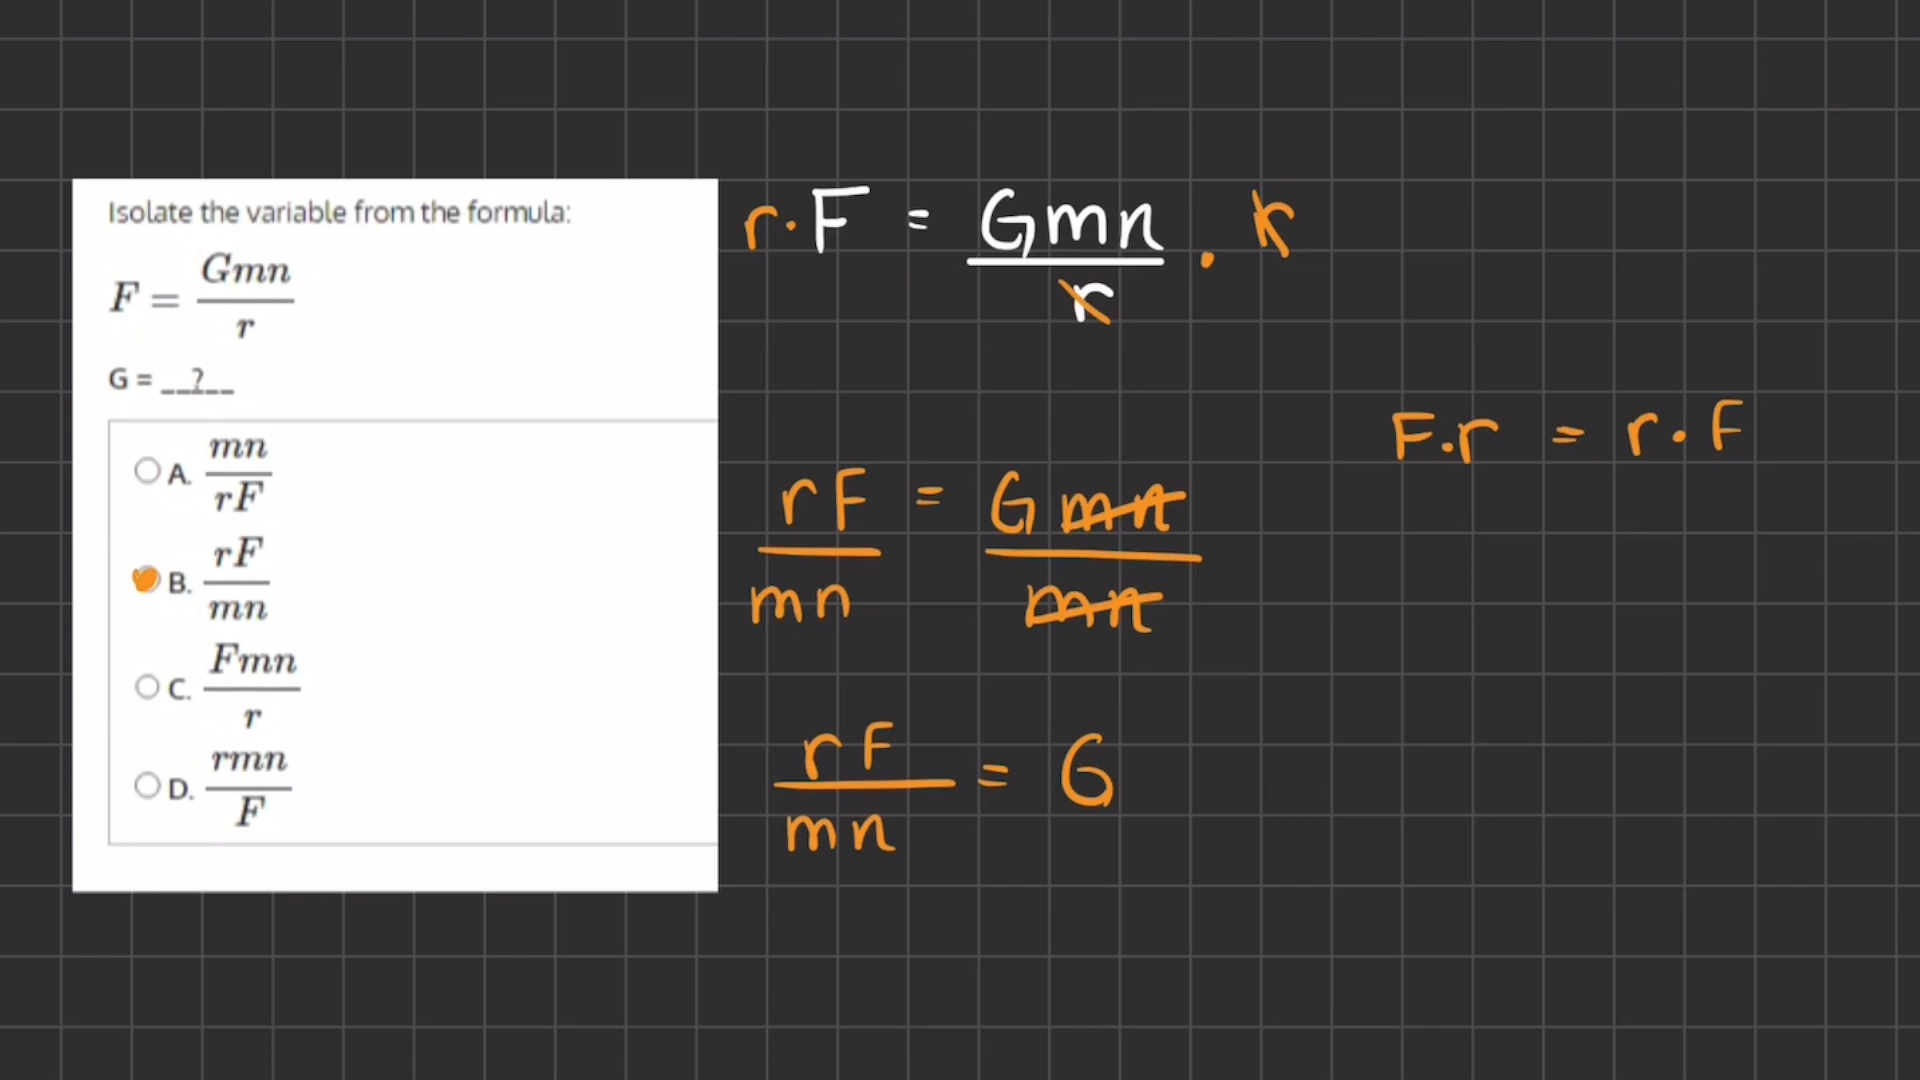 Isolate the variable from the formula:
F = Gmn / r
G = __?__
A. mn / rF
B. rF / mn
C. Fmn / r
D. rmn / F
r · F = Gmn / r · r
F · r = r · F
rF / mn = Gmn / mn
rF / mn = G